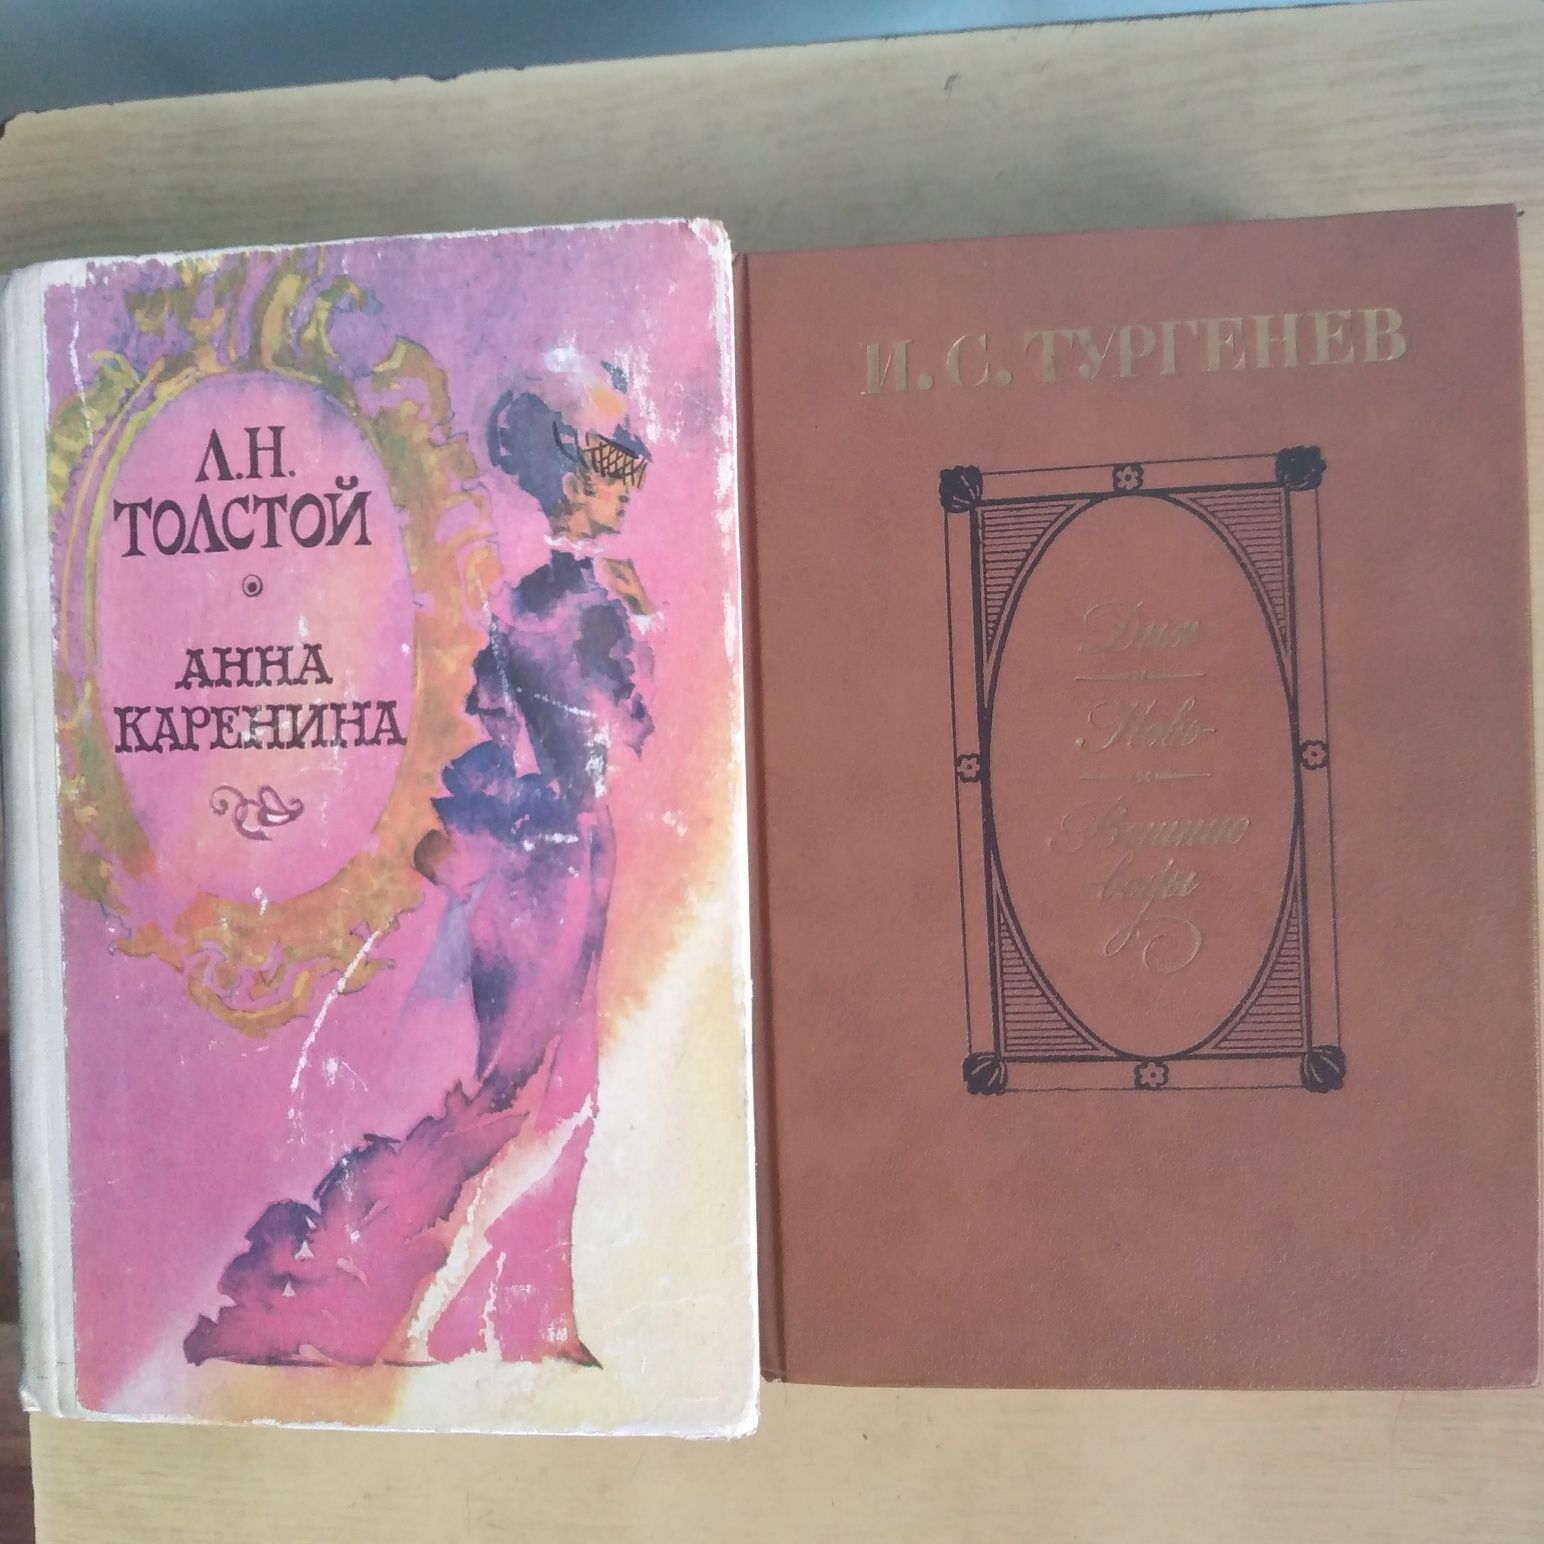 Л.Н.
ТОЛСТОЙ
АННА
КАРЕНИНА
И. С. ТУРГЕНЕВ
Дым
Новь
Вешние
воды